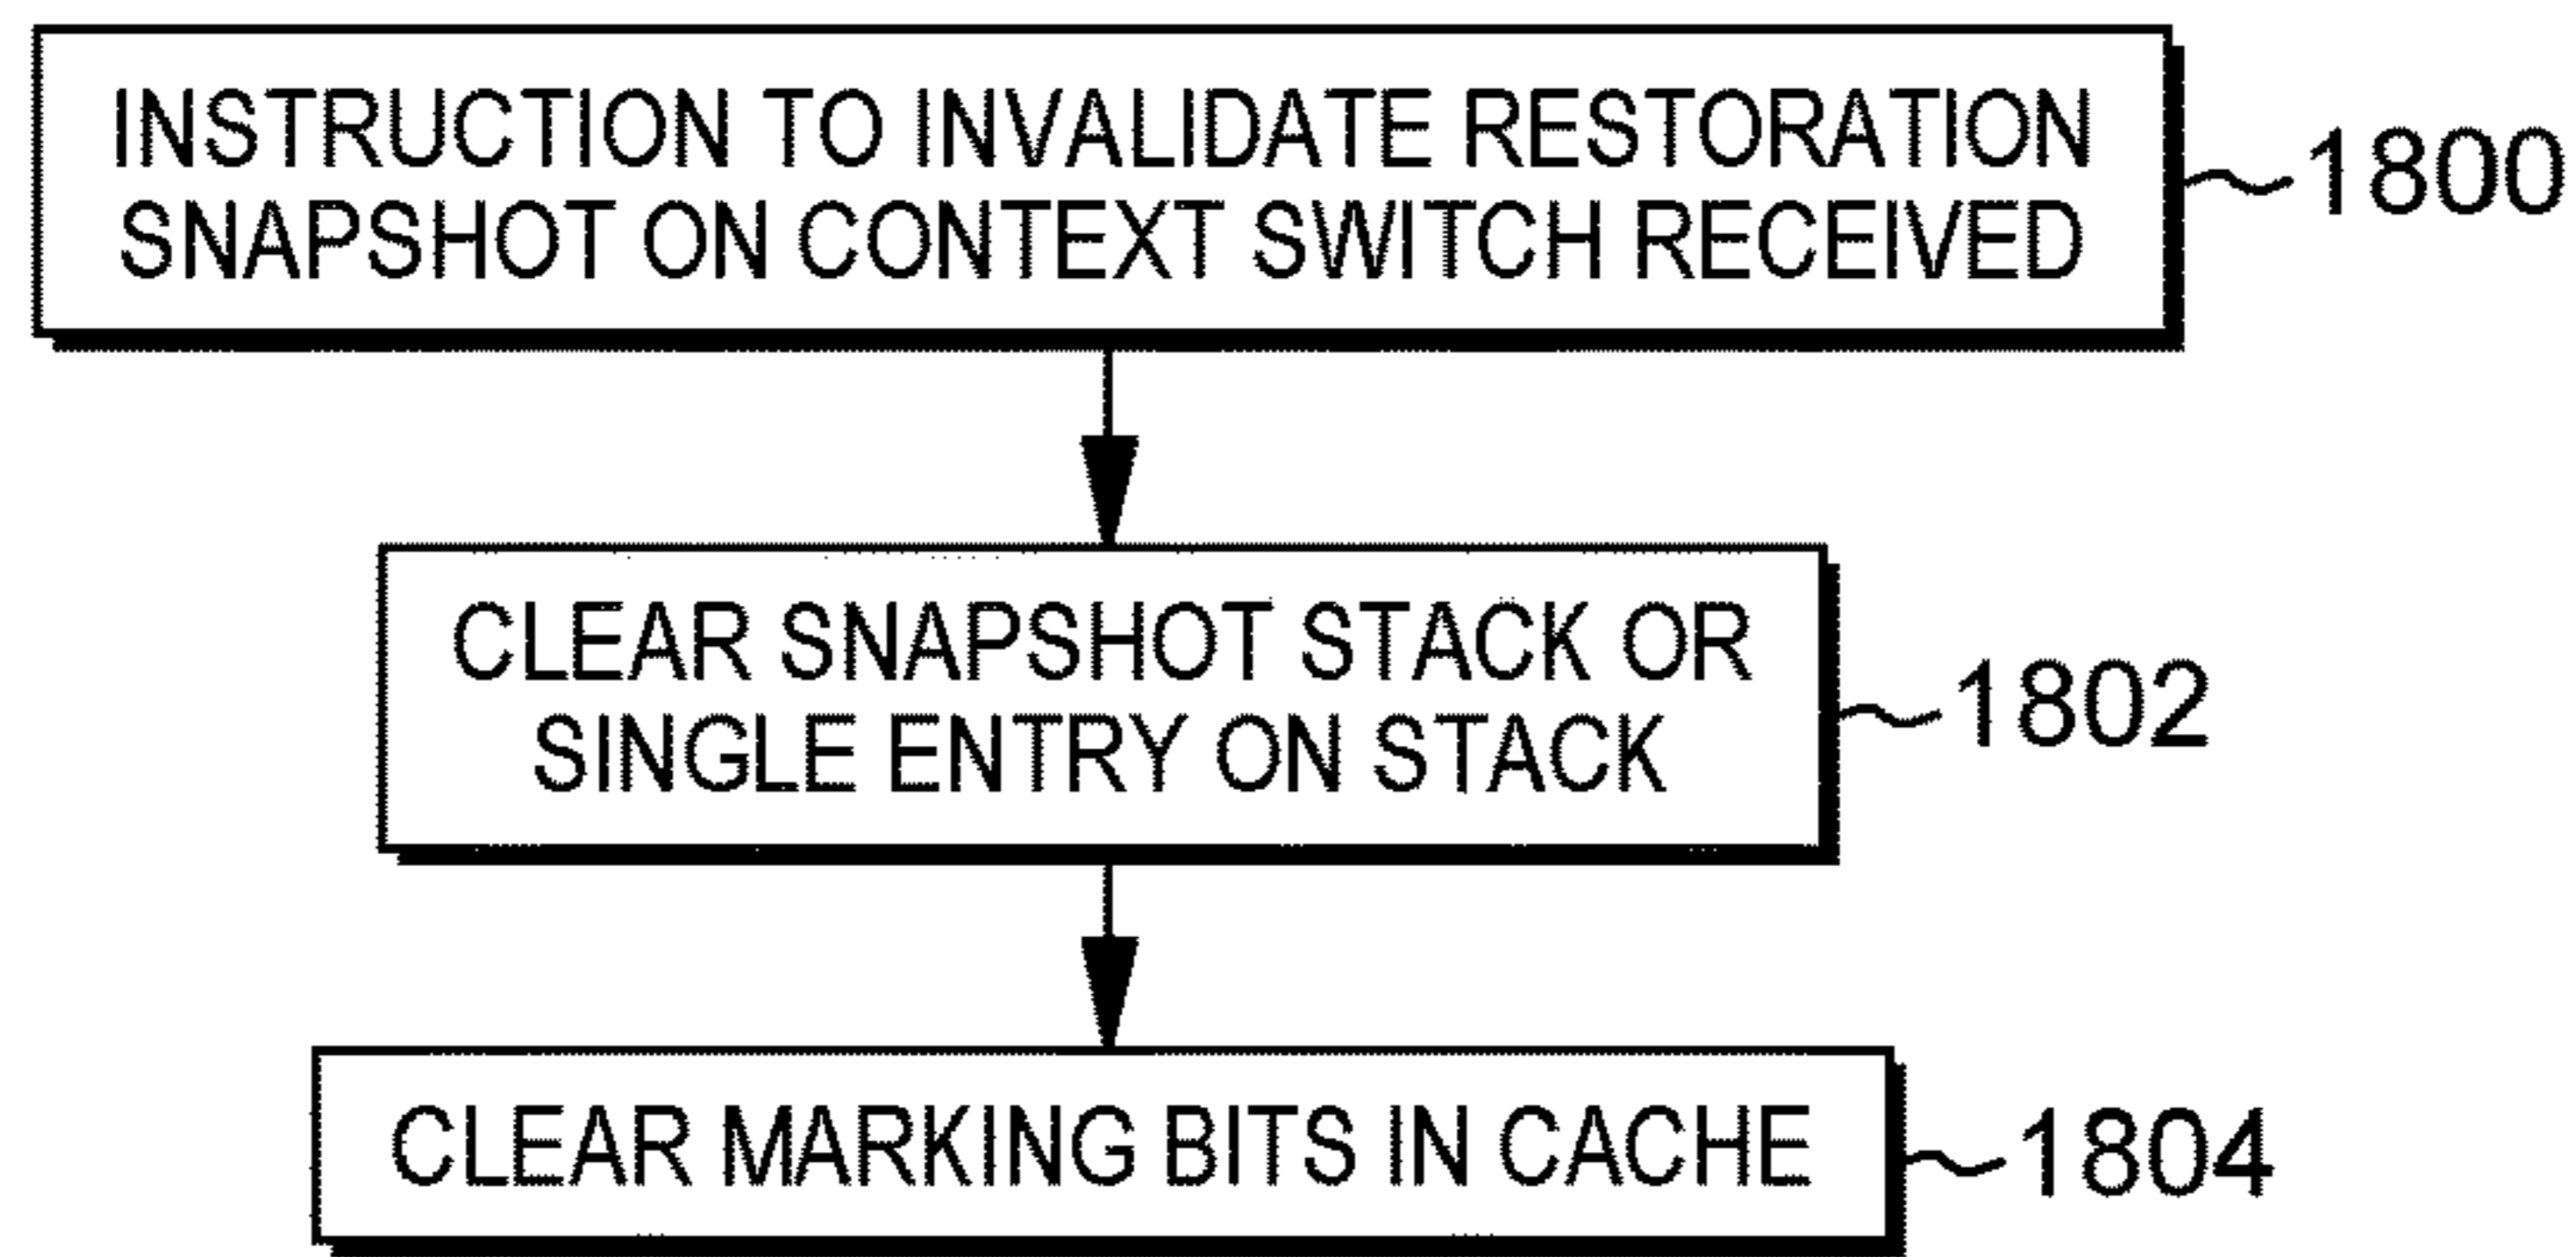 INSTRUCTION TO INVALIDATE RESTORATION
SNAPSHOT ON CONTEXT SWITCH RECEIVED
1800
CLEAR SNAPSHOT STACK OR
SINGLE ENTRY ON STACK
1802
CLEAR MARKING BITS IN CACHE
1804